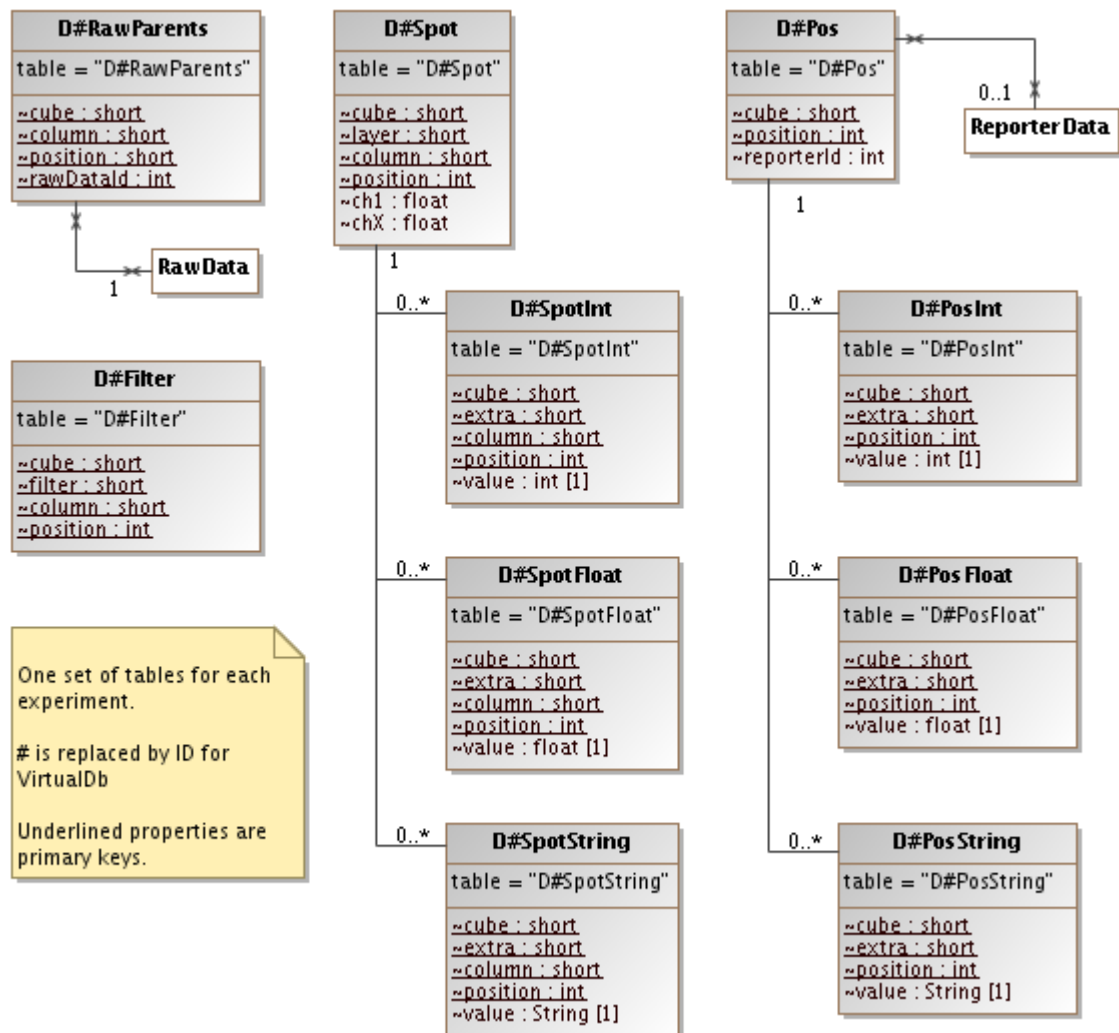 D#RawParents
table = "D#RawParents"
~cube : short
~column : short
~position : short
~rawDataId : int
1
RawData
D#Filter
table = "D#Filter"
~cube : short
~filter : short
~column : short
~position : int
One set of tables for each
experiment.
# is replaced by ID for
VirtualDb
Underlined properties are
primary keys.
D#Spot
table = "D#Spot"
~cube : short
~layer : short
~column : short
~position : int
~ch1 : float
~chX : float
1
0..*
D#SpotInt
table = "D#SpotInt"
~cube : short
~extra : short
~column : short
~position : int
~value : int [1]
0..*
D#SpotFloat
table = "D#SpotFloat"
~cube : short
~extra : short
~column : short
~position : int
~value : float [1]
0..*
D#SpotString
table = "D#SpotString"
~cube : short
~extra : short
~column : short
~position : int
~value : String [1]
D#Pos
table = "D#Pos"
~cube : short
~position : int
~reporterId : int
0..1
ReporterData
1
0..*
D#PosInt
table = "D#PosInt"
~cube : short
~extra : short
~position : int
~value : int [1]
0..*
D#PosFloat
table = "D#PosFloat"
~cube : short
~extra : short
~position : int
~value : float [1]
0..*
D#PosString
table = "D#PosString"
~cube : short
~extra : short
~position : int
~value : String [1]